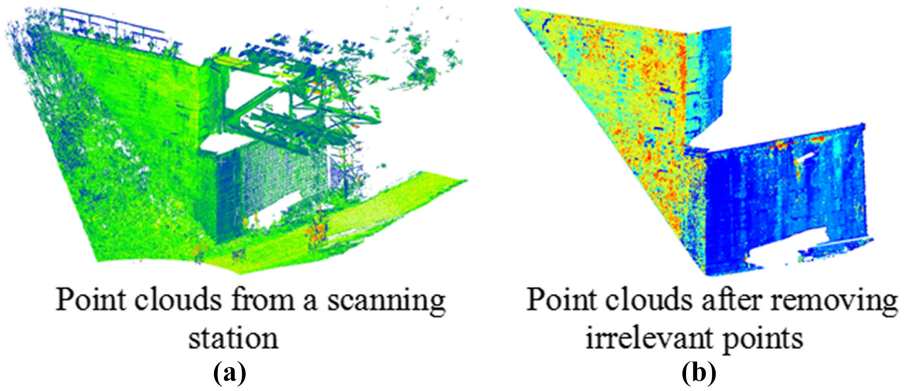 Point clouds from a scanning
station
(a)
Point clouds after removing
irrelevant points
(b)